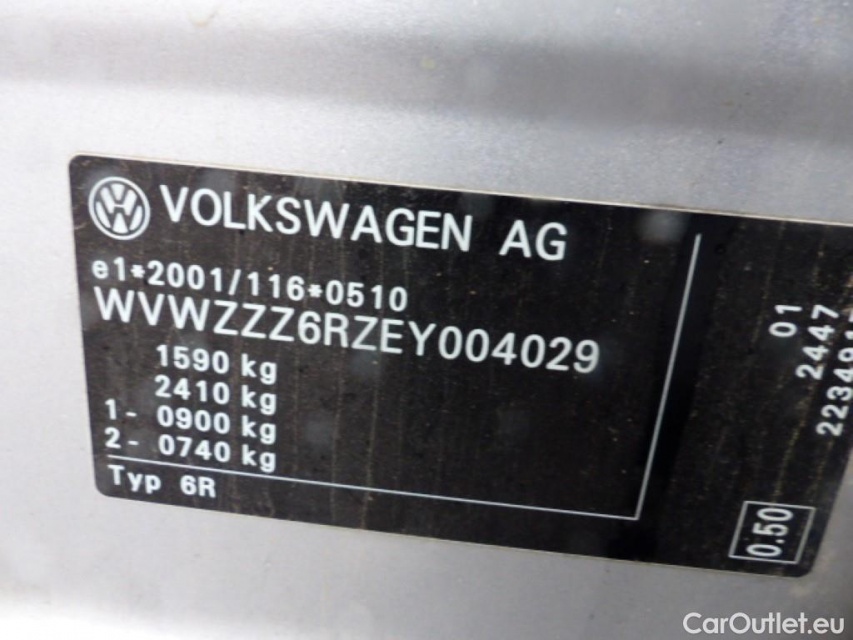 VOLKSWAGEN AG
e1*2001/116*0510
WVWZZZ6RZEY004029
1590 kg
2410 kg
1- 0900 kg
2- 0740 kg
Typ 6R
01
2447
0.50
CarOutlet.eu